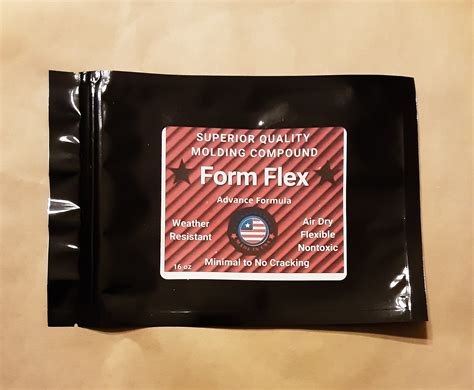 SUPERIOR QUALITY
MOLDING COMPOUND
Form Flex
Advance Formula
Weather
Resistant
Air Dry
Flexible
Nontoxic
Minimal to No Cracking
16 oz